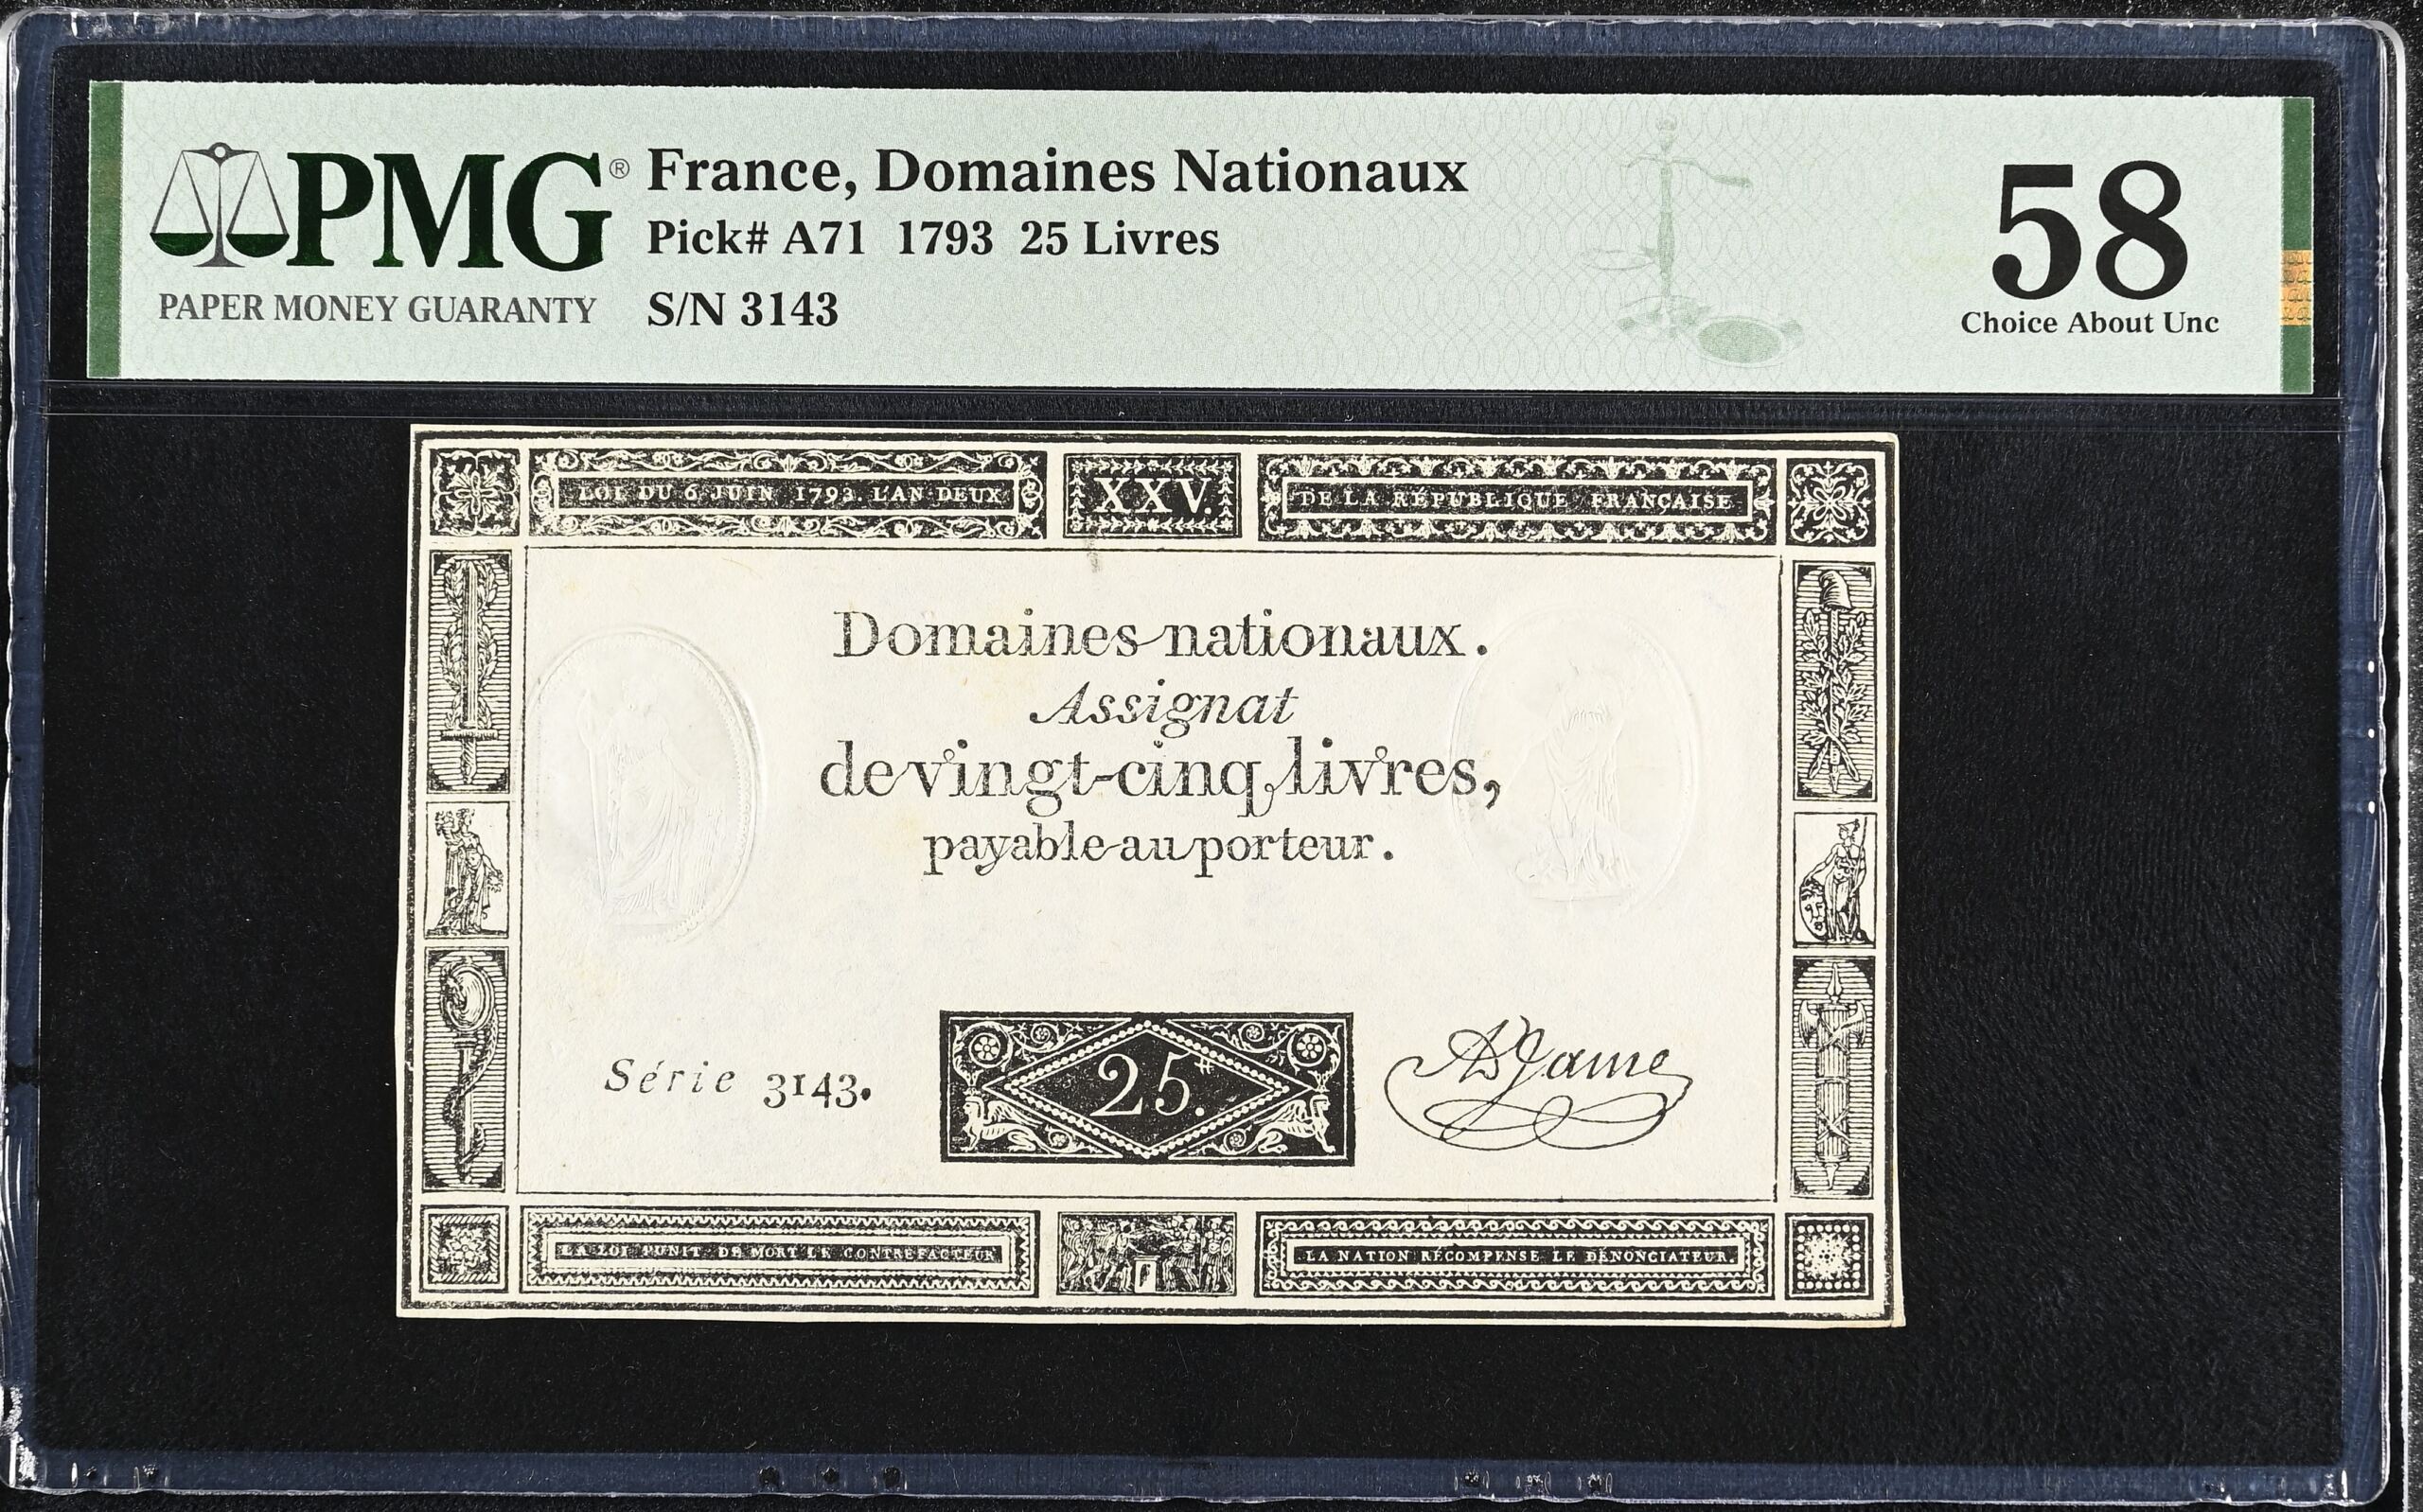 PMG®
PAPER MONEY GUARANTY
France, Domaines Nationaux
Pick# A71 1793 25 Livres
S/N 3143
58
Choice About Unc
LOI DU 6 JUIN 1793. L'AN DEUX
XXV.
DE LA RÉPUBLIQUE FRANÇAISE
Domaines nationaux.
Assignat
de vingt-cinq livres,
payable au porteur.
Série 3143.
25.#
ADJame
LA LOI PUNIT DE MORT LE CONTREFACTEUR
LA NATION RÉCOMPENSE LE DÉNONCIATEUR.